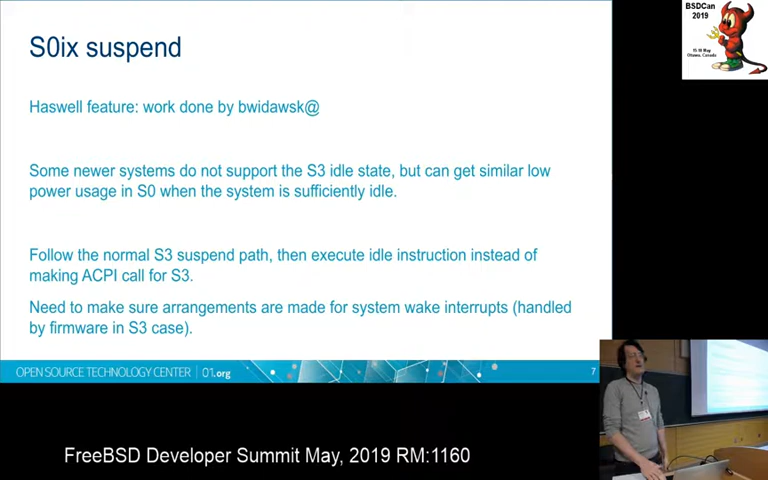 BSDCan
2019
S0ix suspend
Haswell feature: work done by bwidawsk@
Some newer systems do not support the S3 idle state, but can get similar low
power usage in S0 when the system is sufficiently idle.
Follow the normal S3 suspend path, then execute idle instruction instead of
making ACPI call for S3.
Need to make sure arrangements are made for system wake interrupts (handled
by firmware in S3 case).
OPEN SOURCE TECHNOLOGY CENTER | 01.org
7
FreeBSD Developer Summit May, 2019 RM:1160